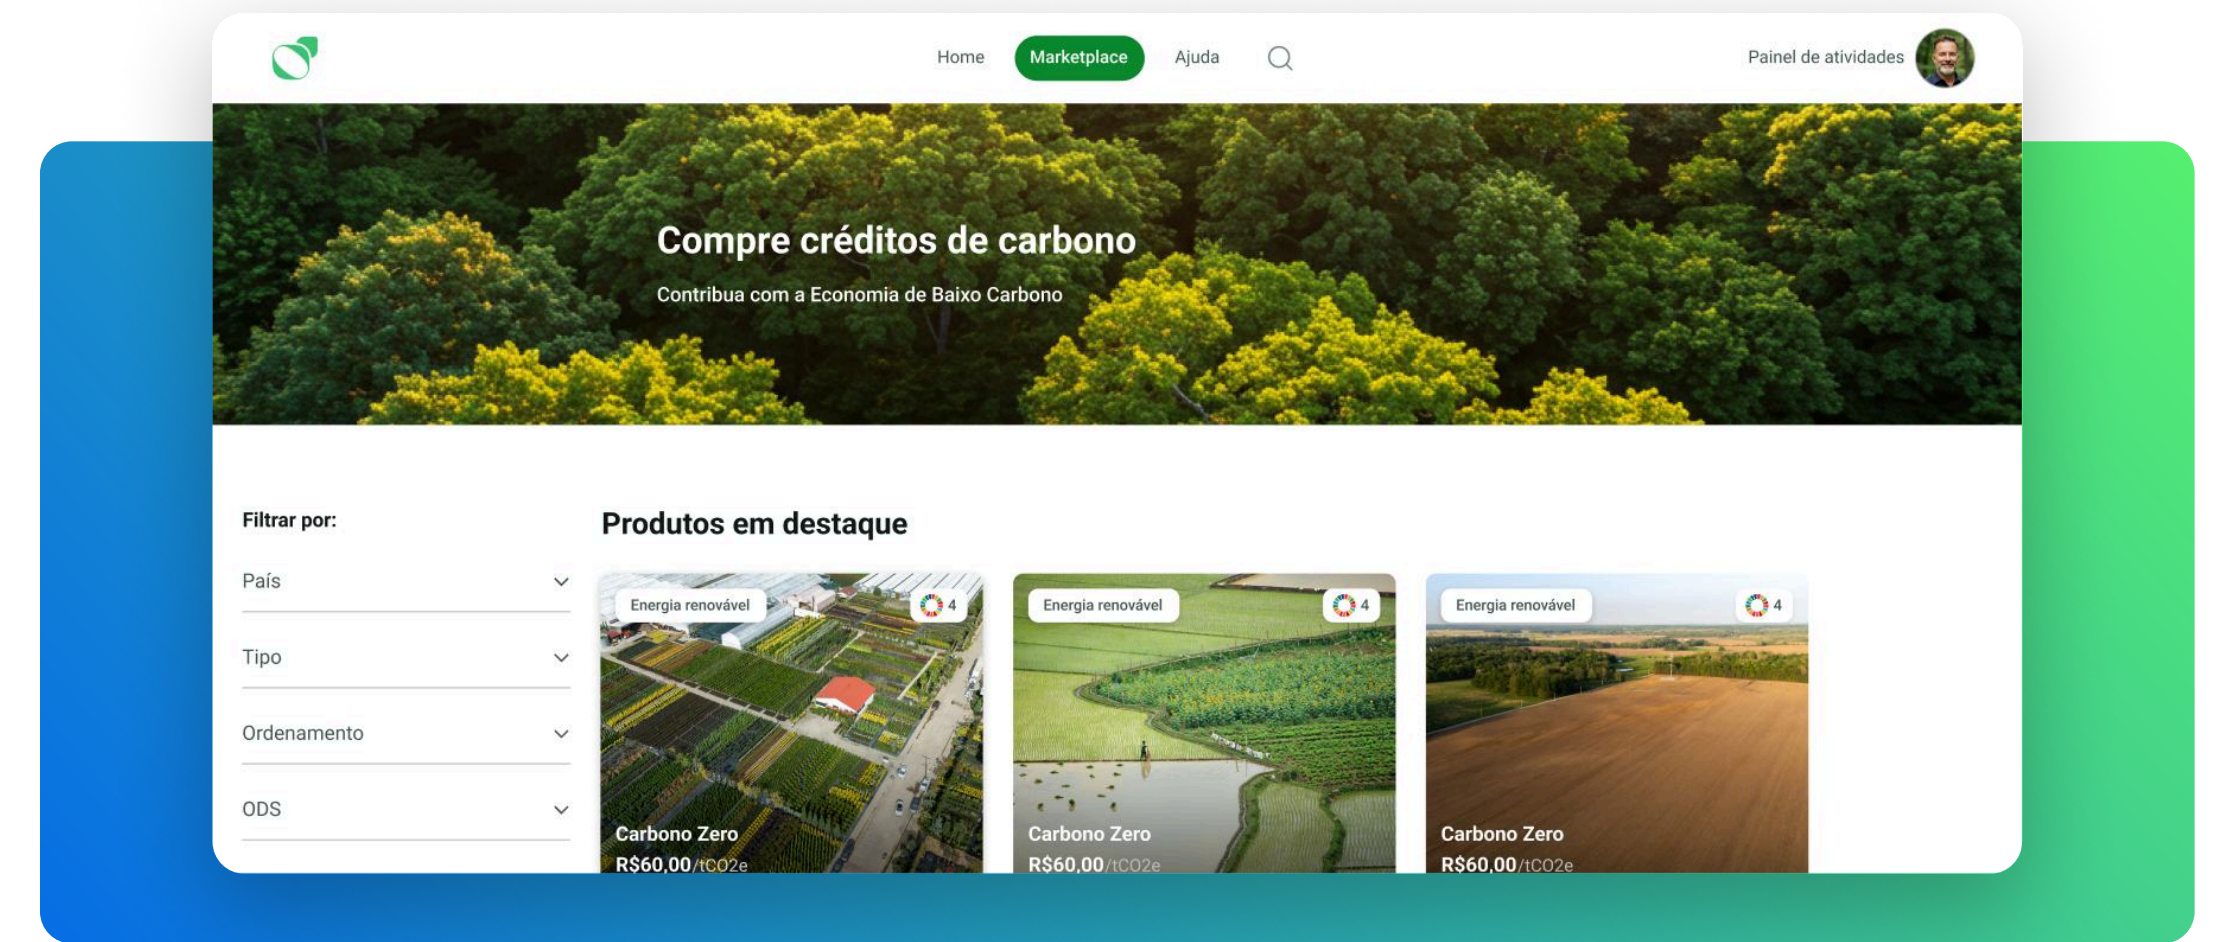 Home
Marketplace
Ajuda
Painel de atividades
Compre créditos de carbono
Contribua com a Economia de Baixo Carbono
Filtrar por:
País
Tipo
Ordenamento
ODS
Produtos em destaque
Energia renovável
4
Carbono Zero
R$60,00/tCO2e
Energia renovável
4
Carbono Zero
R$60,00/tCO2e
Energia renovável
4
Carbono Zero
R$60,00/tCO2e